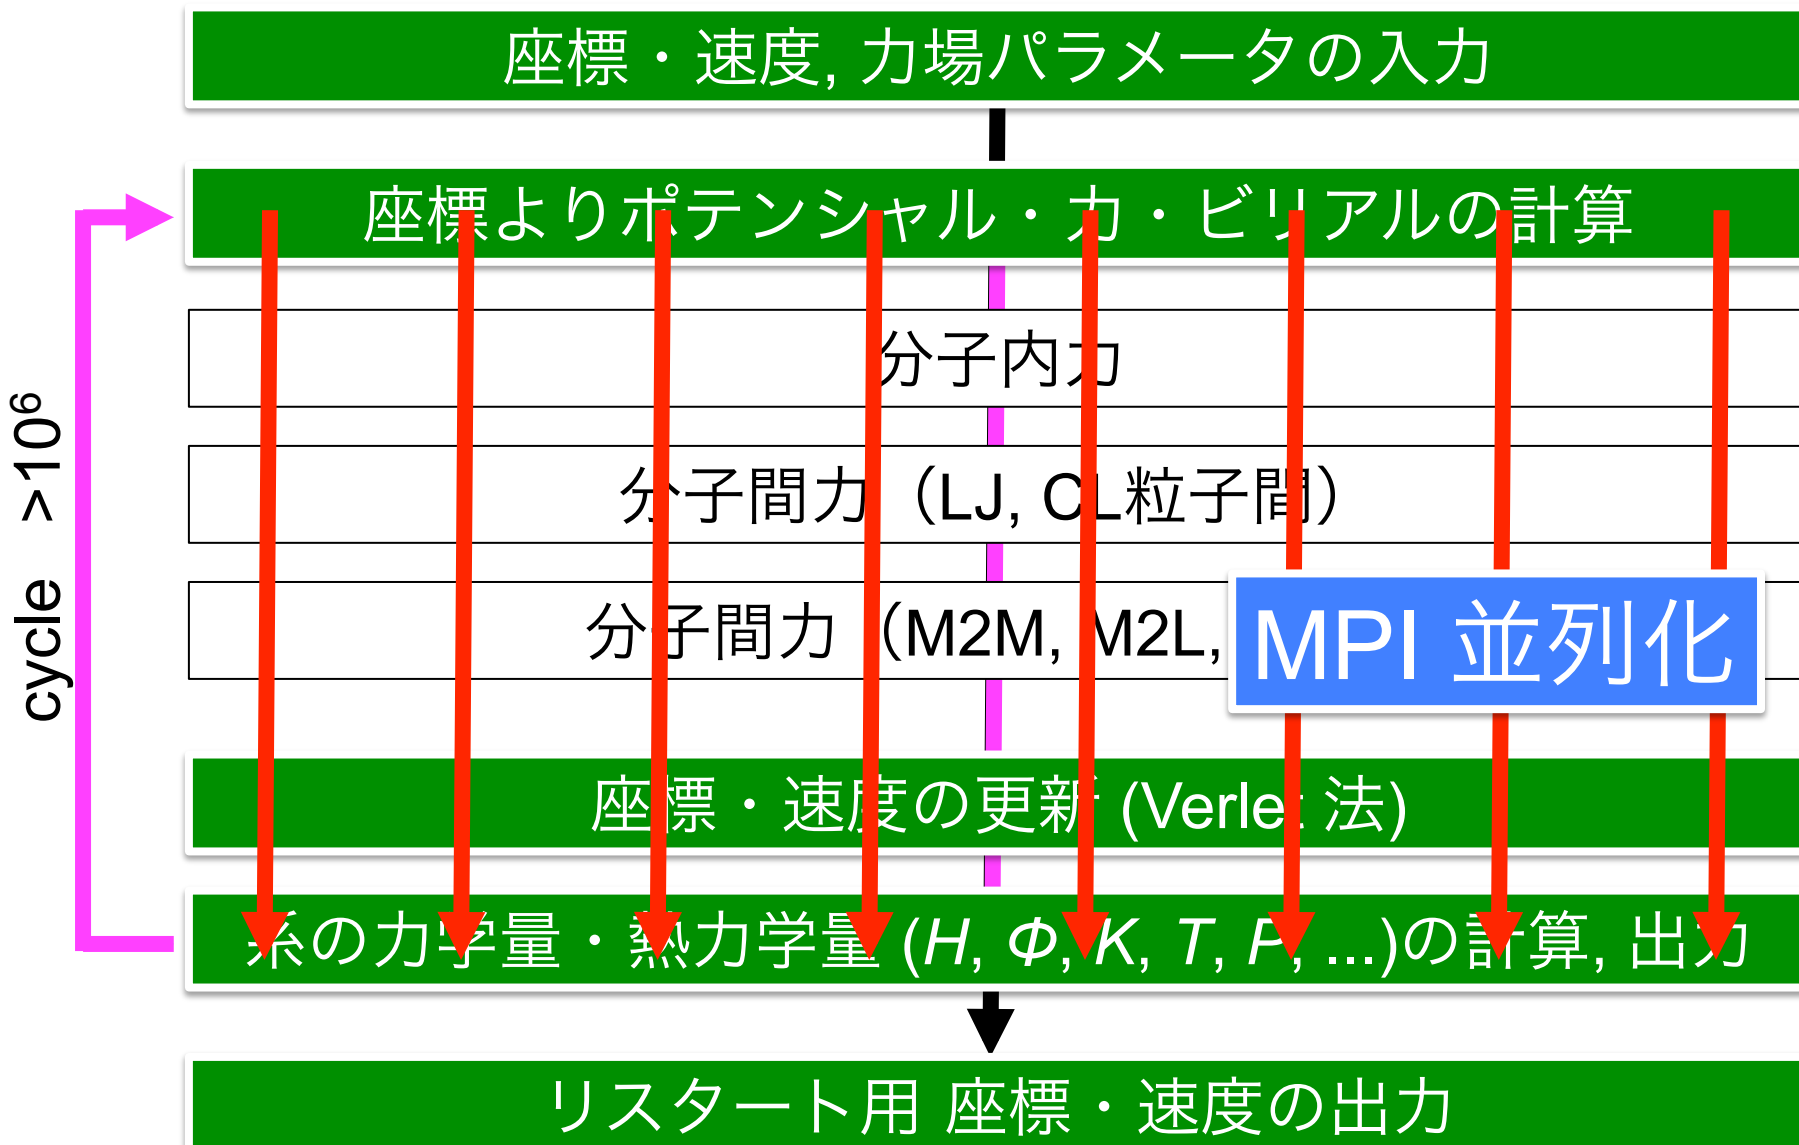 座標・速度, 力場パラメータの入力
座標よりポテンシャル・力・ビリアルの計算
分子内力
分子間力（LJ, CL粒子間）
分子間力（M2M, M2L,
MPI 並列化
座標・速度の更新 (Verlet 法)
系の力学量・熱力学量 (H, Φ, K, T, P, ...)の計算, 出力
リスタート用 座標・速度の出力
cycle >10⁶